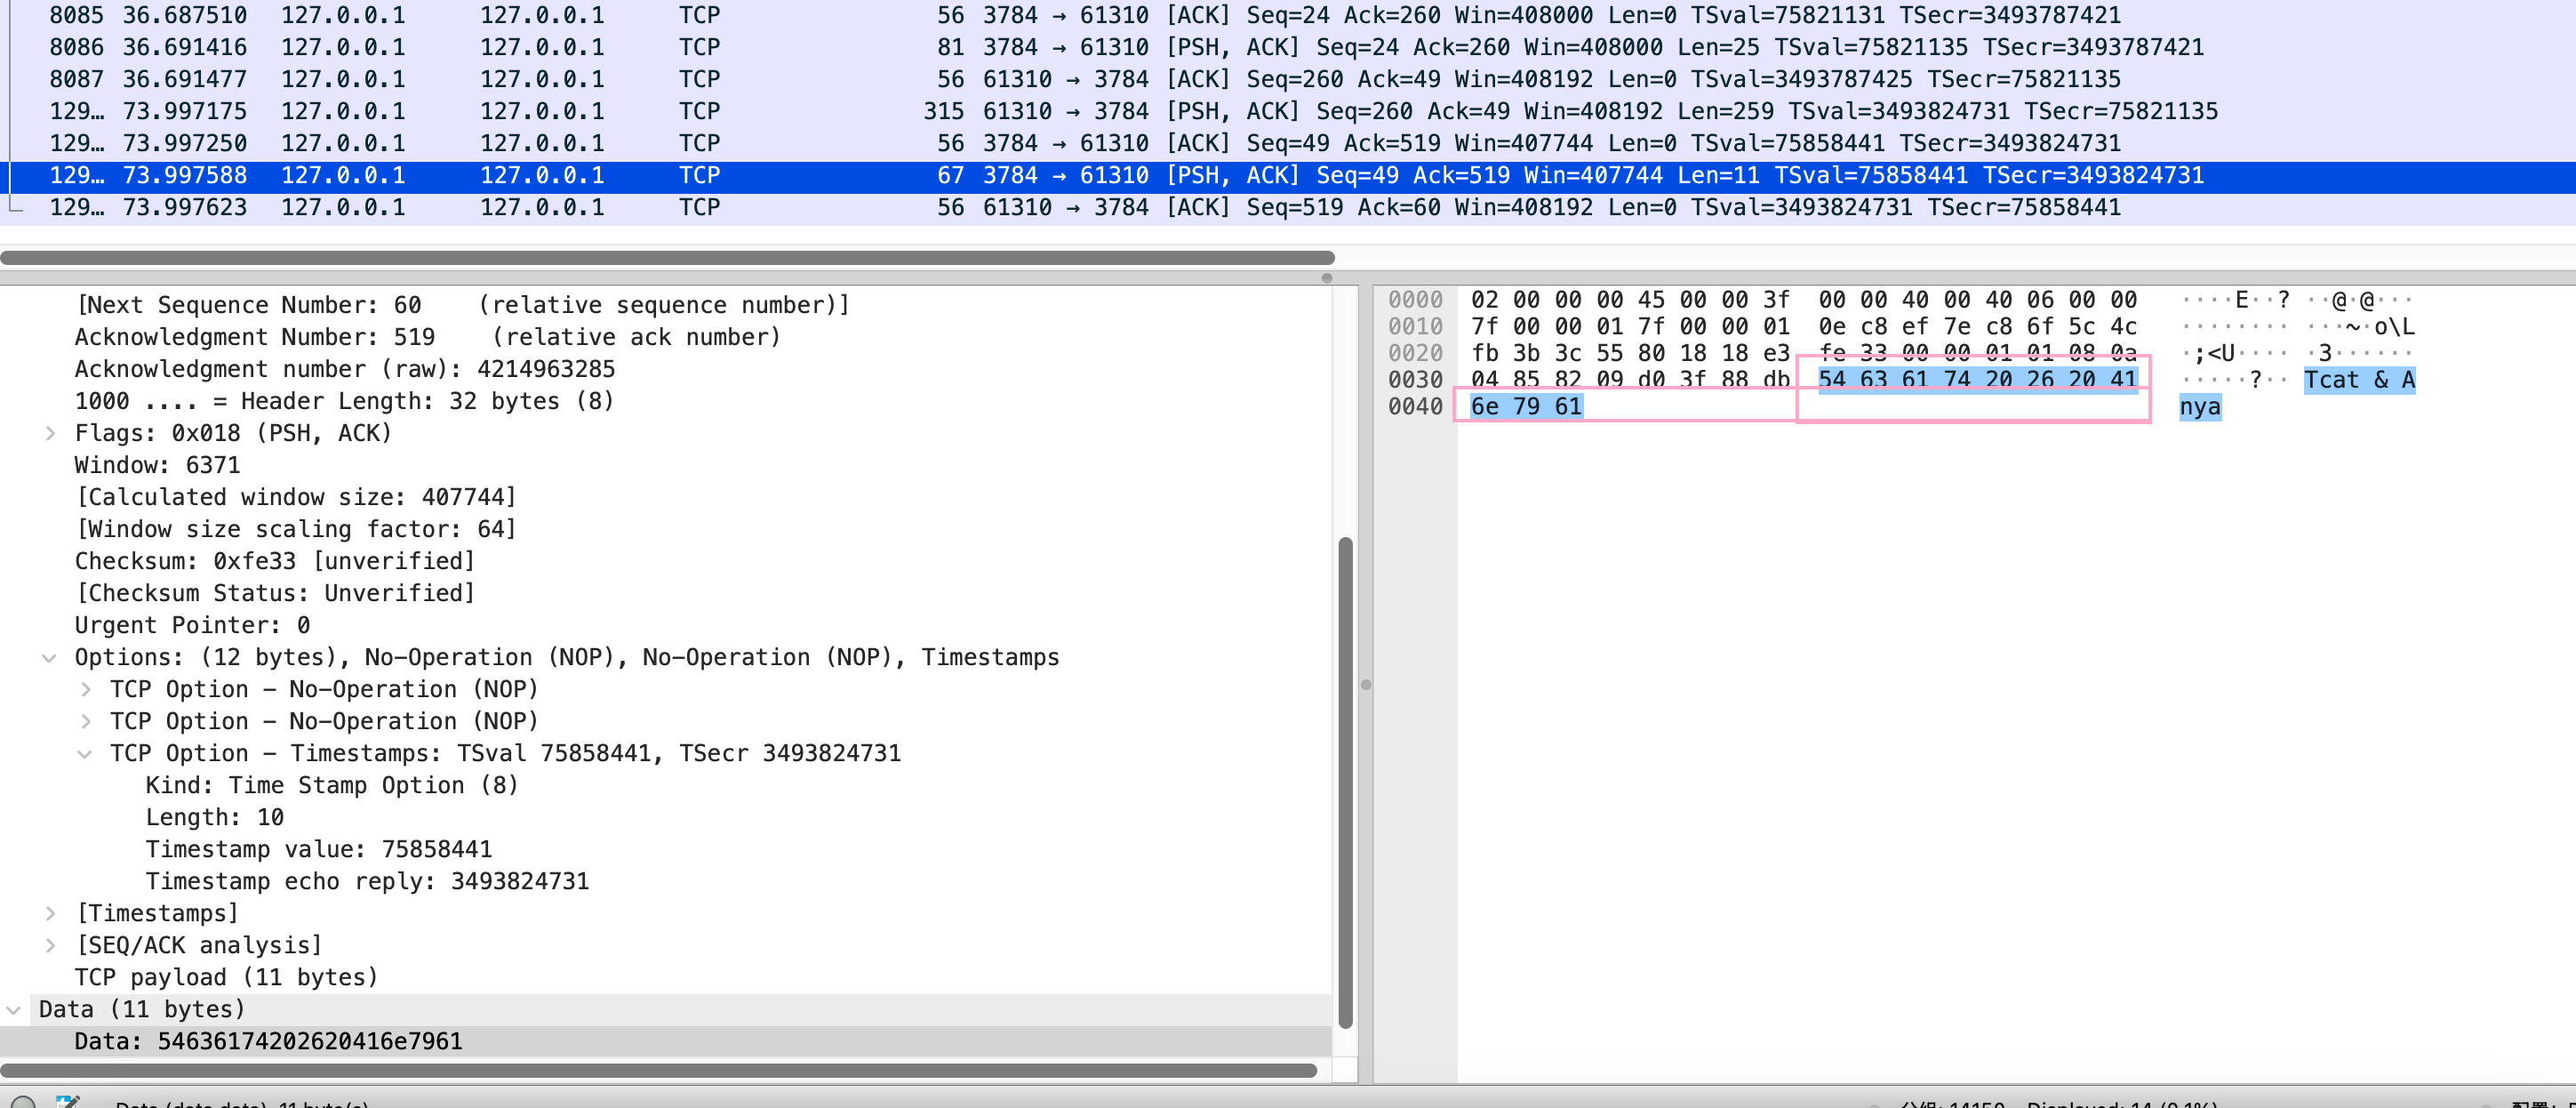 8085 36.687510 127.0.0.1 127.0.0.1 TCP 56 3784 → 61310 [ACK] Seq=24 Ack=260 Win=408000 Len=0 TSval=75821131 TSecr=3493787421
8086 36.691416 127.0.0.1 127.0.0.1 TCP 81 3784 → 61310 [PSH, ACK] Seq=24 Ack=260 Win=408000 Len=25 TSval=75821135 TSecr=3493787421
8087 36.691477 127.0.0.1 127.0.0.1 TCP 56 61310 → 3784 [ACK] Seq=260 Ack=49 Win=408192 Len=0 TSval=3493787425 TSecr=75821135
129… 73.997175 127.0.0.1 127.0.0.1 TCP 315 61310 → 3784 [PSH, ACK] Seq=260 Ack=49 Win=408192 Len=259 TSval=3493824731 TSecr=75821135
129… 73.997250 127.0.0.1 127.0.0.1 TCP 56 3784 → 61310 [ACK] Seq=49 Ack=519 Win=407744 Len=0 TSval=75858441 TSecr=3493824731
129… 73.997588 127.0.0.1 127.0.0.1 TCP 67 3784 → 61310 [PSH, ACK] Seq=49 Ack=519 Win=407744 Len=11 TSval=75858441 TSecr=3493824731
129… 73.997623 127.0.0.1 127.0.0.1 TCP 56 61310 → 3784 [ACK] Seq=519 Ack=60 Win=408192 Len=0 TSval=3493824731 TSecr=75858441
[Next Sequence Number: 60 (relative sequence number)]
Acknowledgment Number: 519 (relative ack number)
Acknowledgment number (raw): 4214963285
1000 .... = Header Length: 32 bytes (8)
Flags: 0x018 (PSH, ACK)
Window: 6371
[Calculated window size: 407744]
[Window size scaling factor: 64]
Checksum: 0xfe33 [unverified]
[Checksum Status: Unverified]
Urgent Pointer: 0
Options: (12 bytes), No-Operation (NOP), No-Operation (NOP), Timestamps
TCP Option - No-Operation (NOP)
TCP Option - No-Operation (NOP)
TCP Option - Timestamps: TSval 75858441, TSecr 3493824731
Kind: Time Stamp Option (8)
Length: 10
Timestamp value: 75858441
Timestamp echo reply: 3493824731
[Timestamps]
[SEQ/ACK analysis]
TCP payload (11 bytes)
Data (11 bytes)
Data: 54636174202620416e7961
0000 02 00 00 00 45 00 00 3f 00 00 40 00 40 06 00 00 ····E··? ··@·@···
0010 7f 00 00 01 7f 00 00 01 0e c8 ef 7e c8 6f 5c 4c ········ ···~·o\L
0020 fb 3b 3c 55 80 18 18 e3 fe 33 00 00 01 01 08 0a ·;<U···· ·3······
0030 04 85 82 09 d0 3f 88 db 54 63 61 74 20 26 20 41 ·····?·· Tcat & A
0040 6e 79 61 nya
Data (data.data), 11 byte(s)
分组: 14150 · Displayed: 14 (0.1%)
配置: